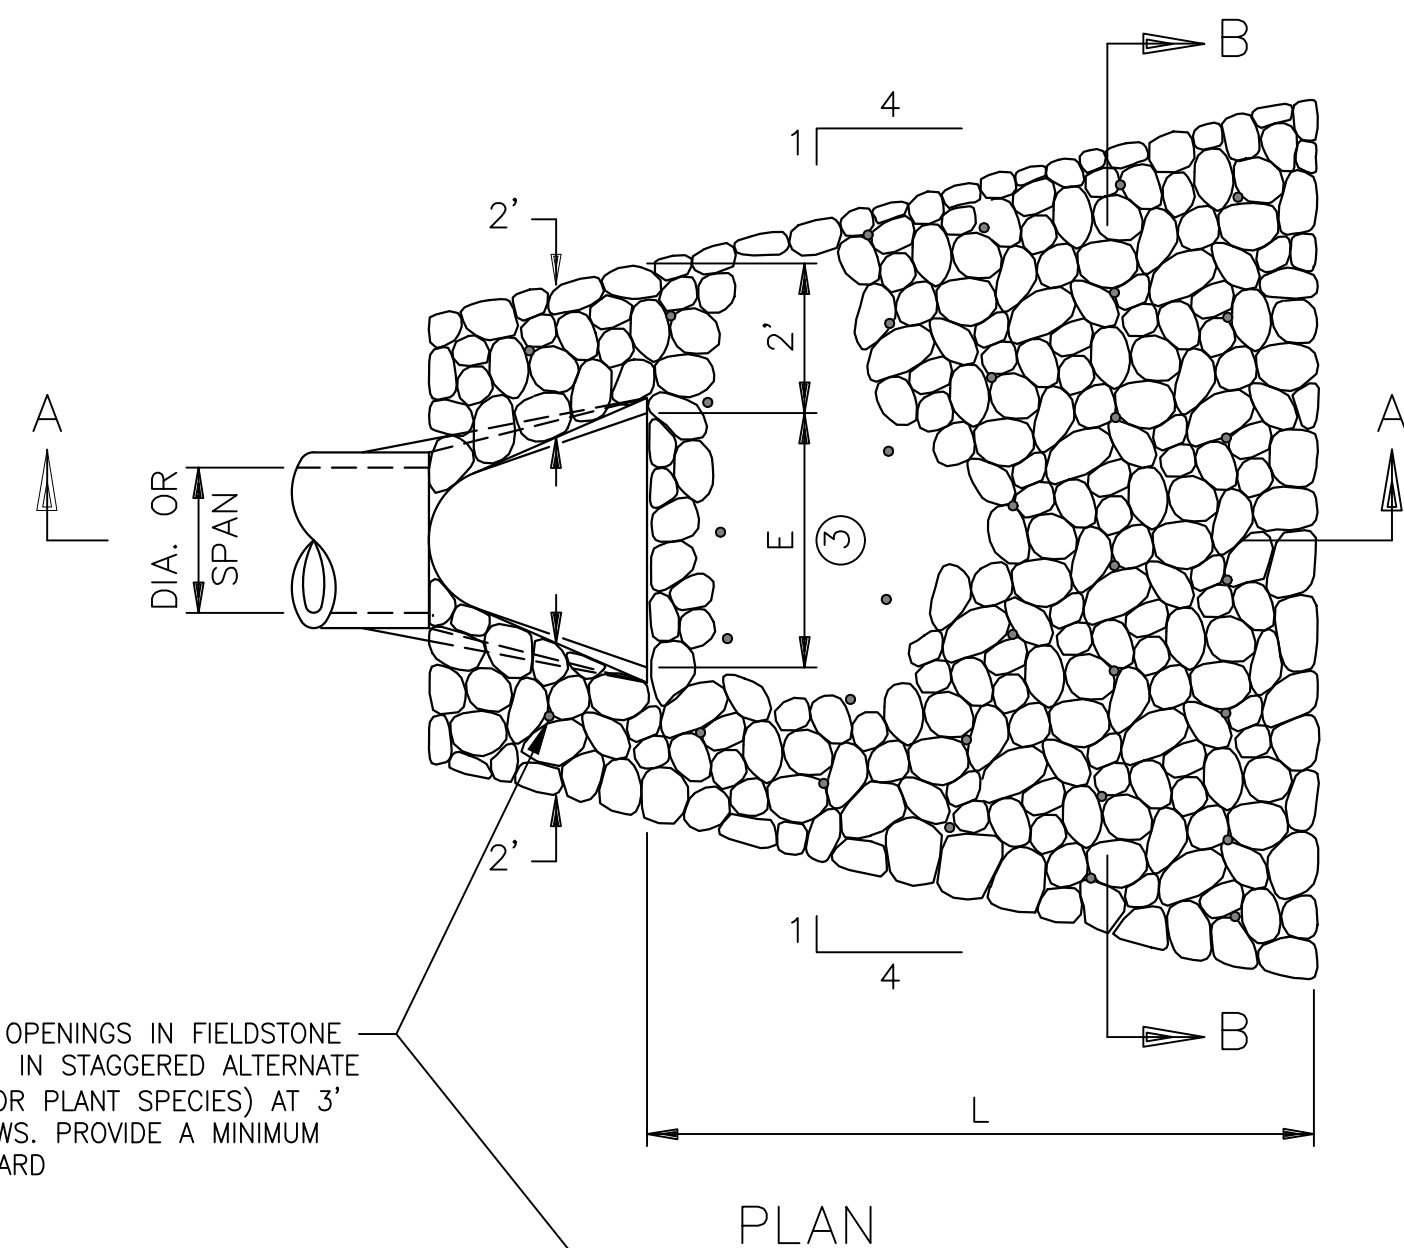 B
4
1
2'
2'
A
A
DIA. OR
SPAN
E
3
2'
1
4
B
OPENINGS IN FIELDSTONE
IN STAGGERED ALTERNATE
OR PLANT SPECIES) AT 3'
WS. PROVIDE A MINIMUM
ARD
L
PLAN